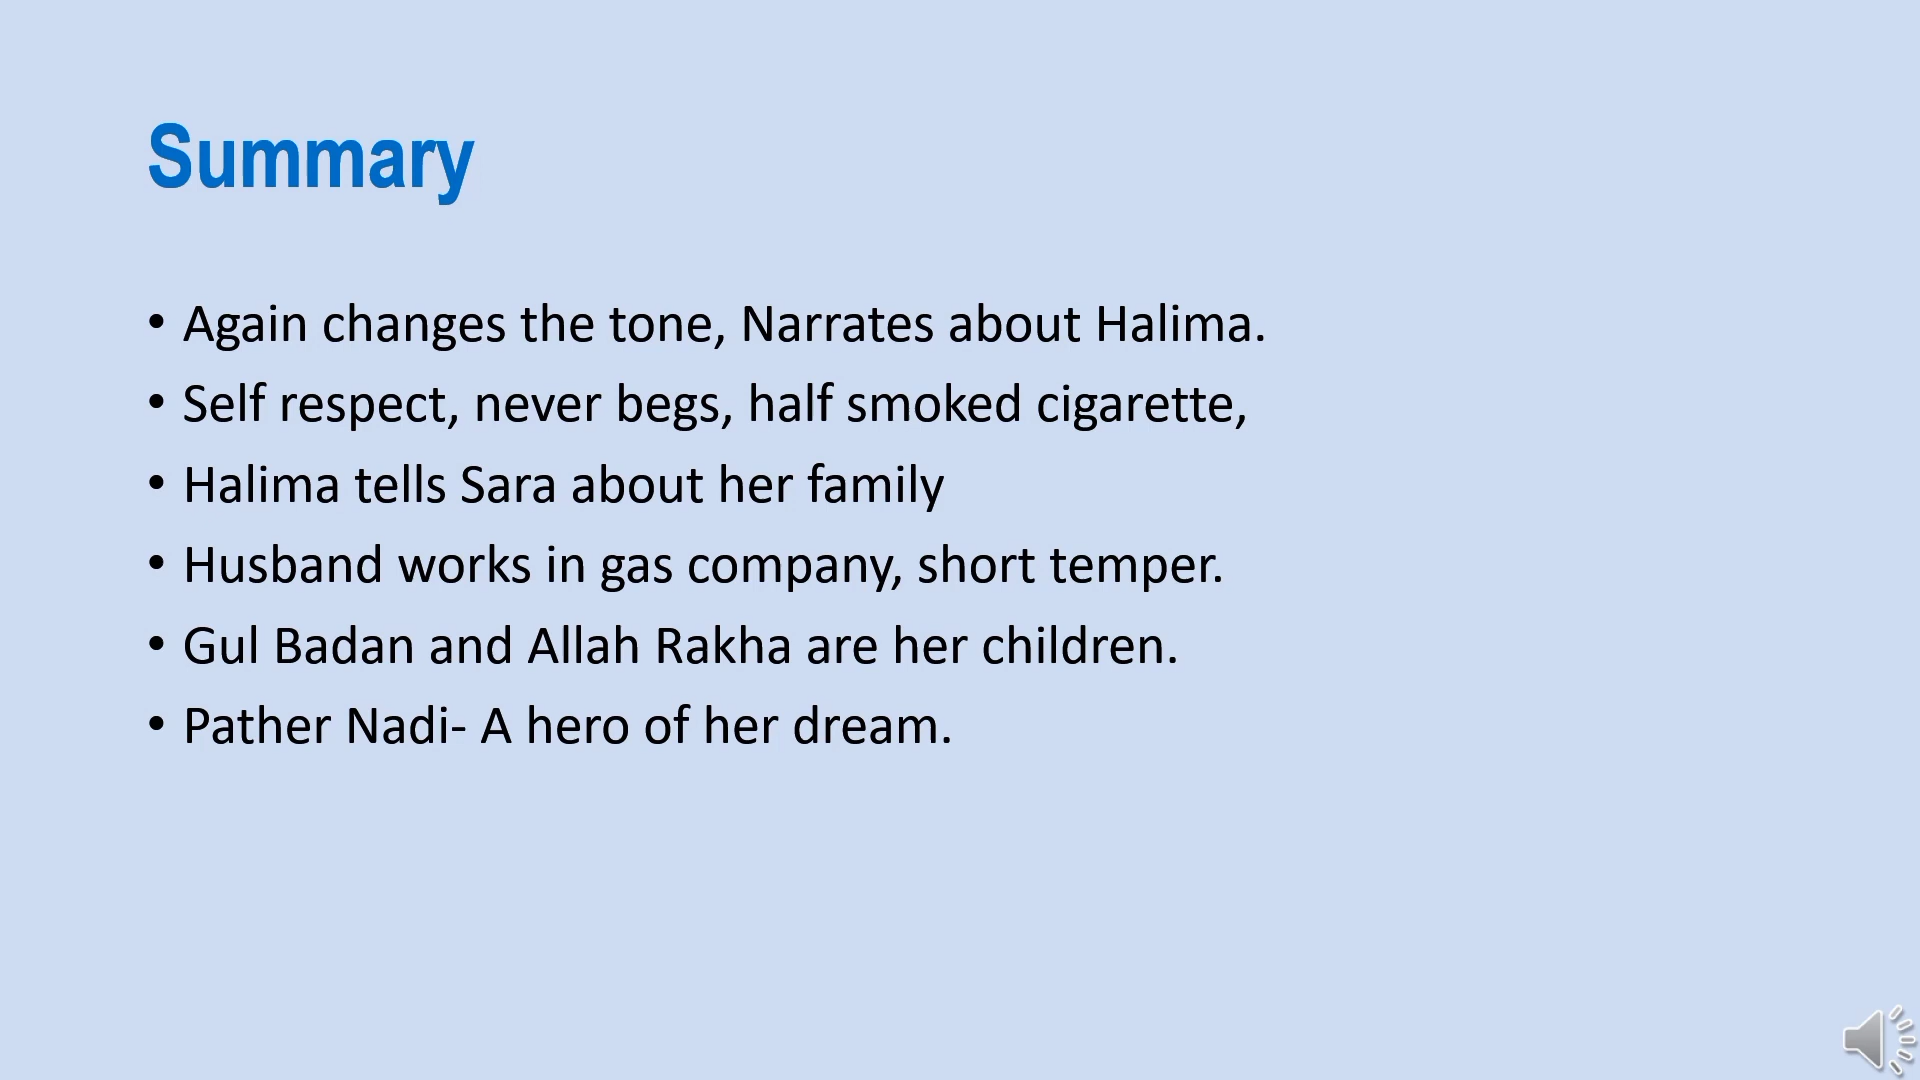 Summary
• Again changes the tone, Narrates about Halima.
• Self respect, never begs, half smoked cigarette,
• Halima tells Sara about her family
• Husband works in gas company, short temper.
• Gul Badan and Allah Rakha are her children.
• Pather Nadi- A hero of her dream.